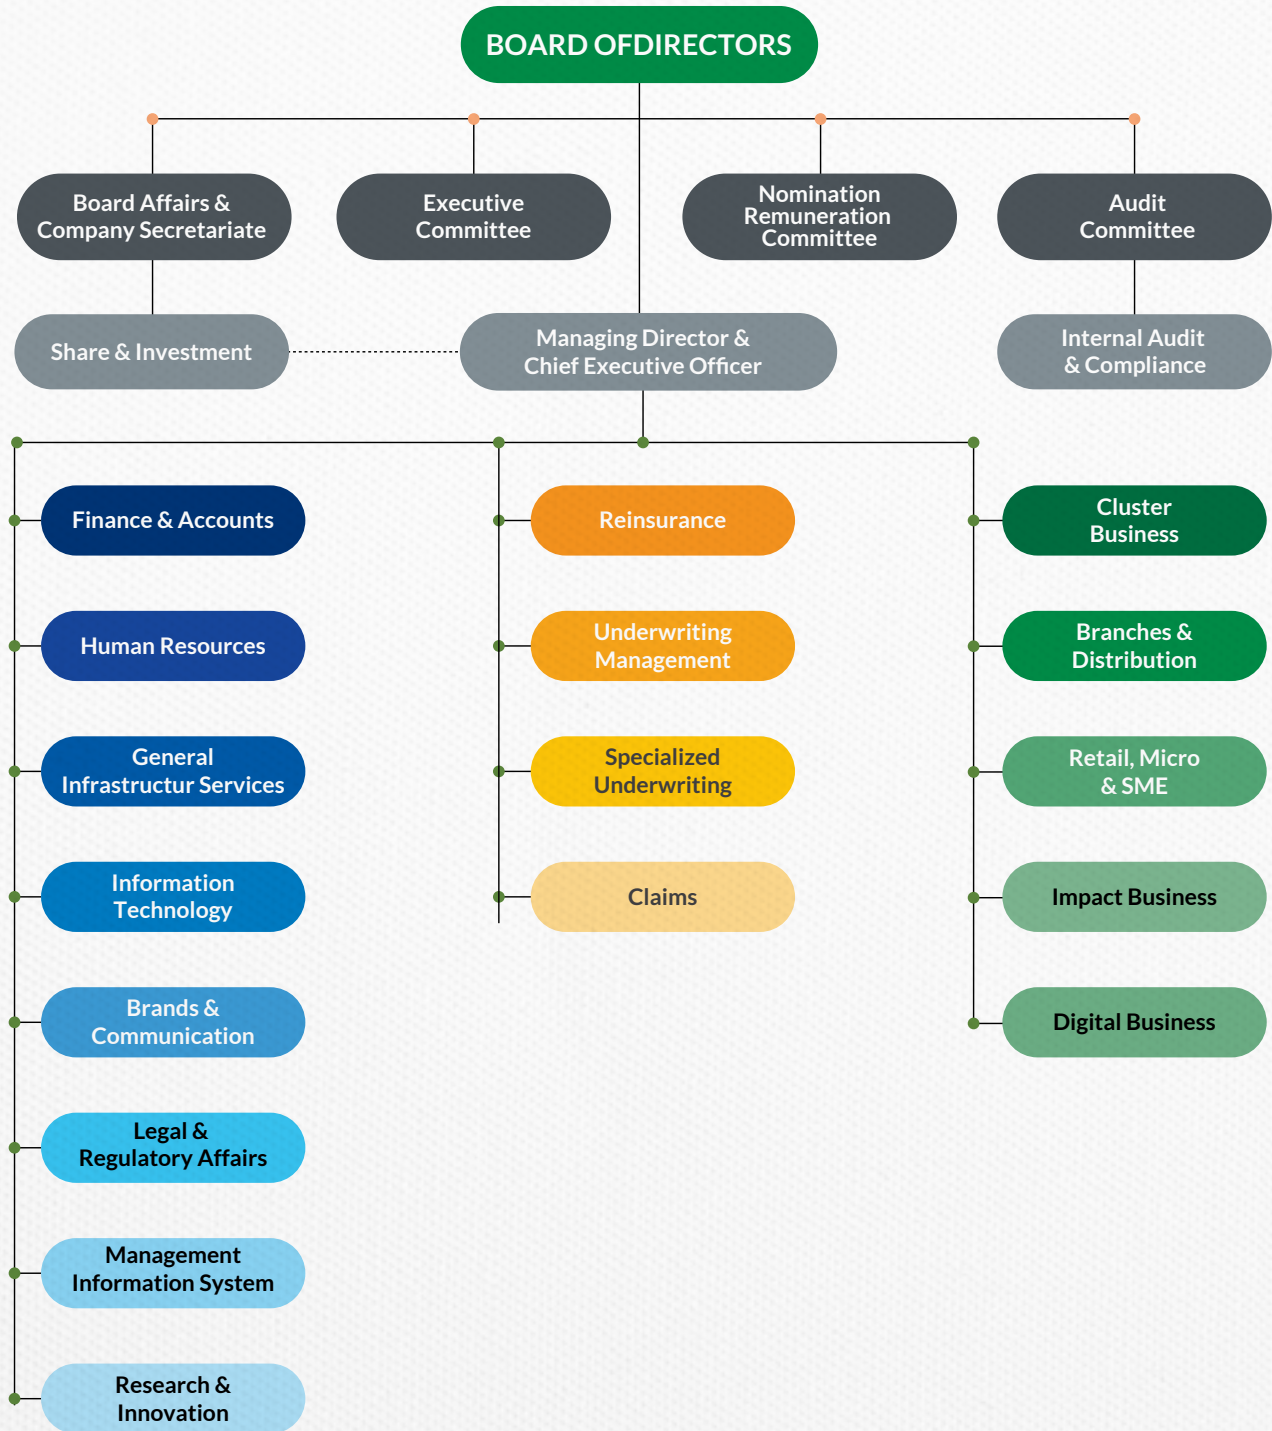 BOARD OFDIRECTORS
Board Affairs &
Company Secretariate
Executive
Committee
Nomination
Remuneration
Committee
Audit
Committee
Share & Investment
Managing Director &
Chief Executive Officer
Internal Audit
& Compliance
Finance & Accounts
Human Resources
General
Infrastructur Services
Information
Technology
Brands &
Communication
Legal &
Regulatory Affairs
Management
Information System
Research &
Innovation
Reinsurance
Underwriting
Management
Specialized
Underwriting
Claims
Cluster
Business
Branches &
Distribution
Retail, Micro
& SME
Impact Business
Digital Business